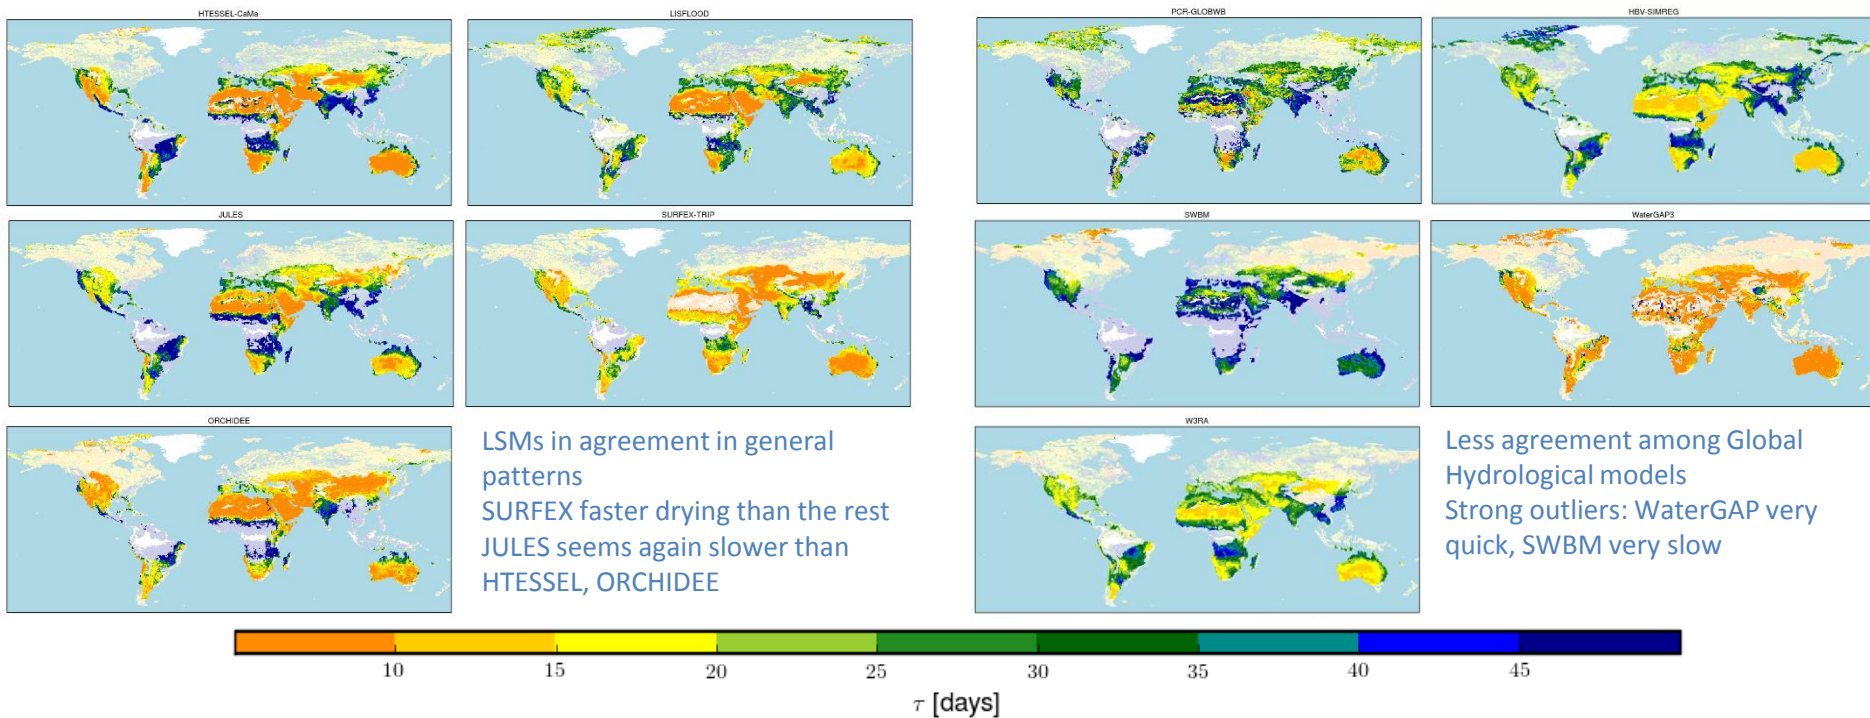 HTESSEL-CaMa
LISFLOOD
PCR-GLOBWB
HBV-SIMREG
JULES
SURFEX-TRIP
SWBM
WaterGAP3
ORCHIDEE
W3RA
LSMs in agreement in general
patterns
SURFEX faster drying than the rest
JULES seems again slower than
HTESSEL, ORCHIDEE
Less agreement among Global
Hydrological models
Strong outliers: WaterGAP very
quick, SWBM very slow
10 15 20 25 30 35 40 45
τ [days]